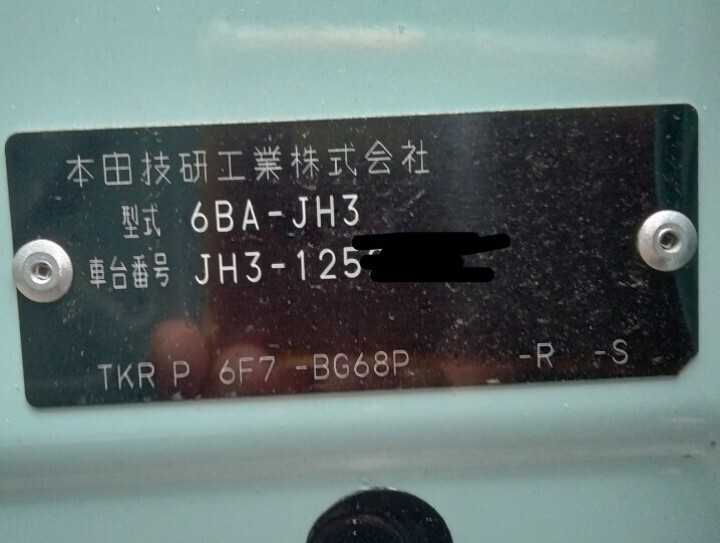 本田技研工業株式会社
型式 6BA-JH3
車台番号 JH3-125
TKR P 6F7 -BG68P -R -S